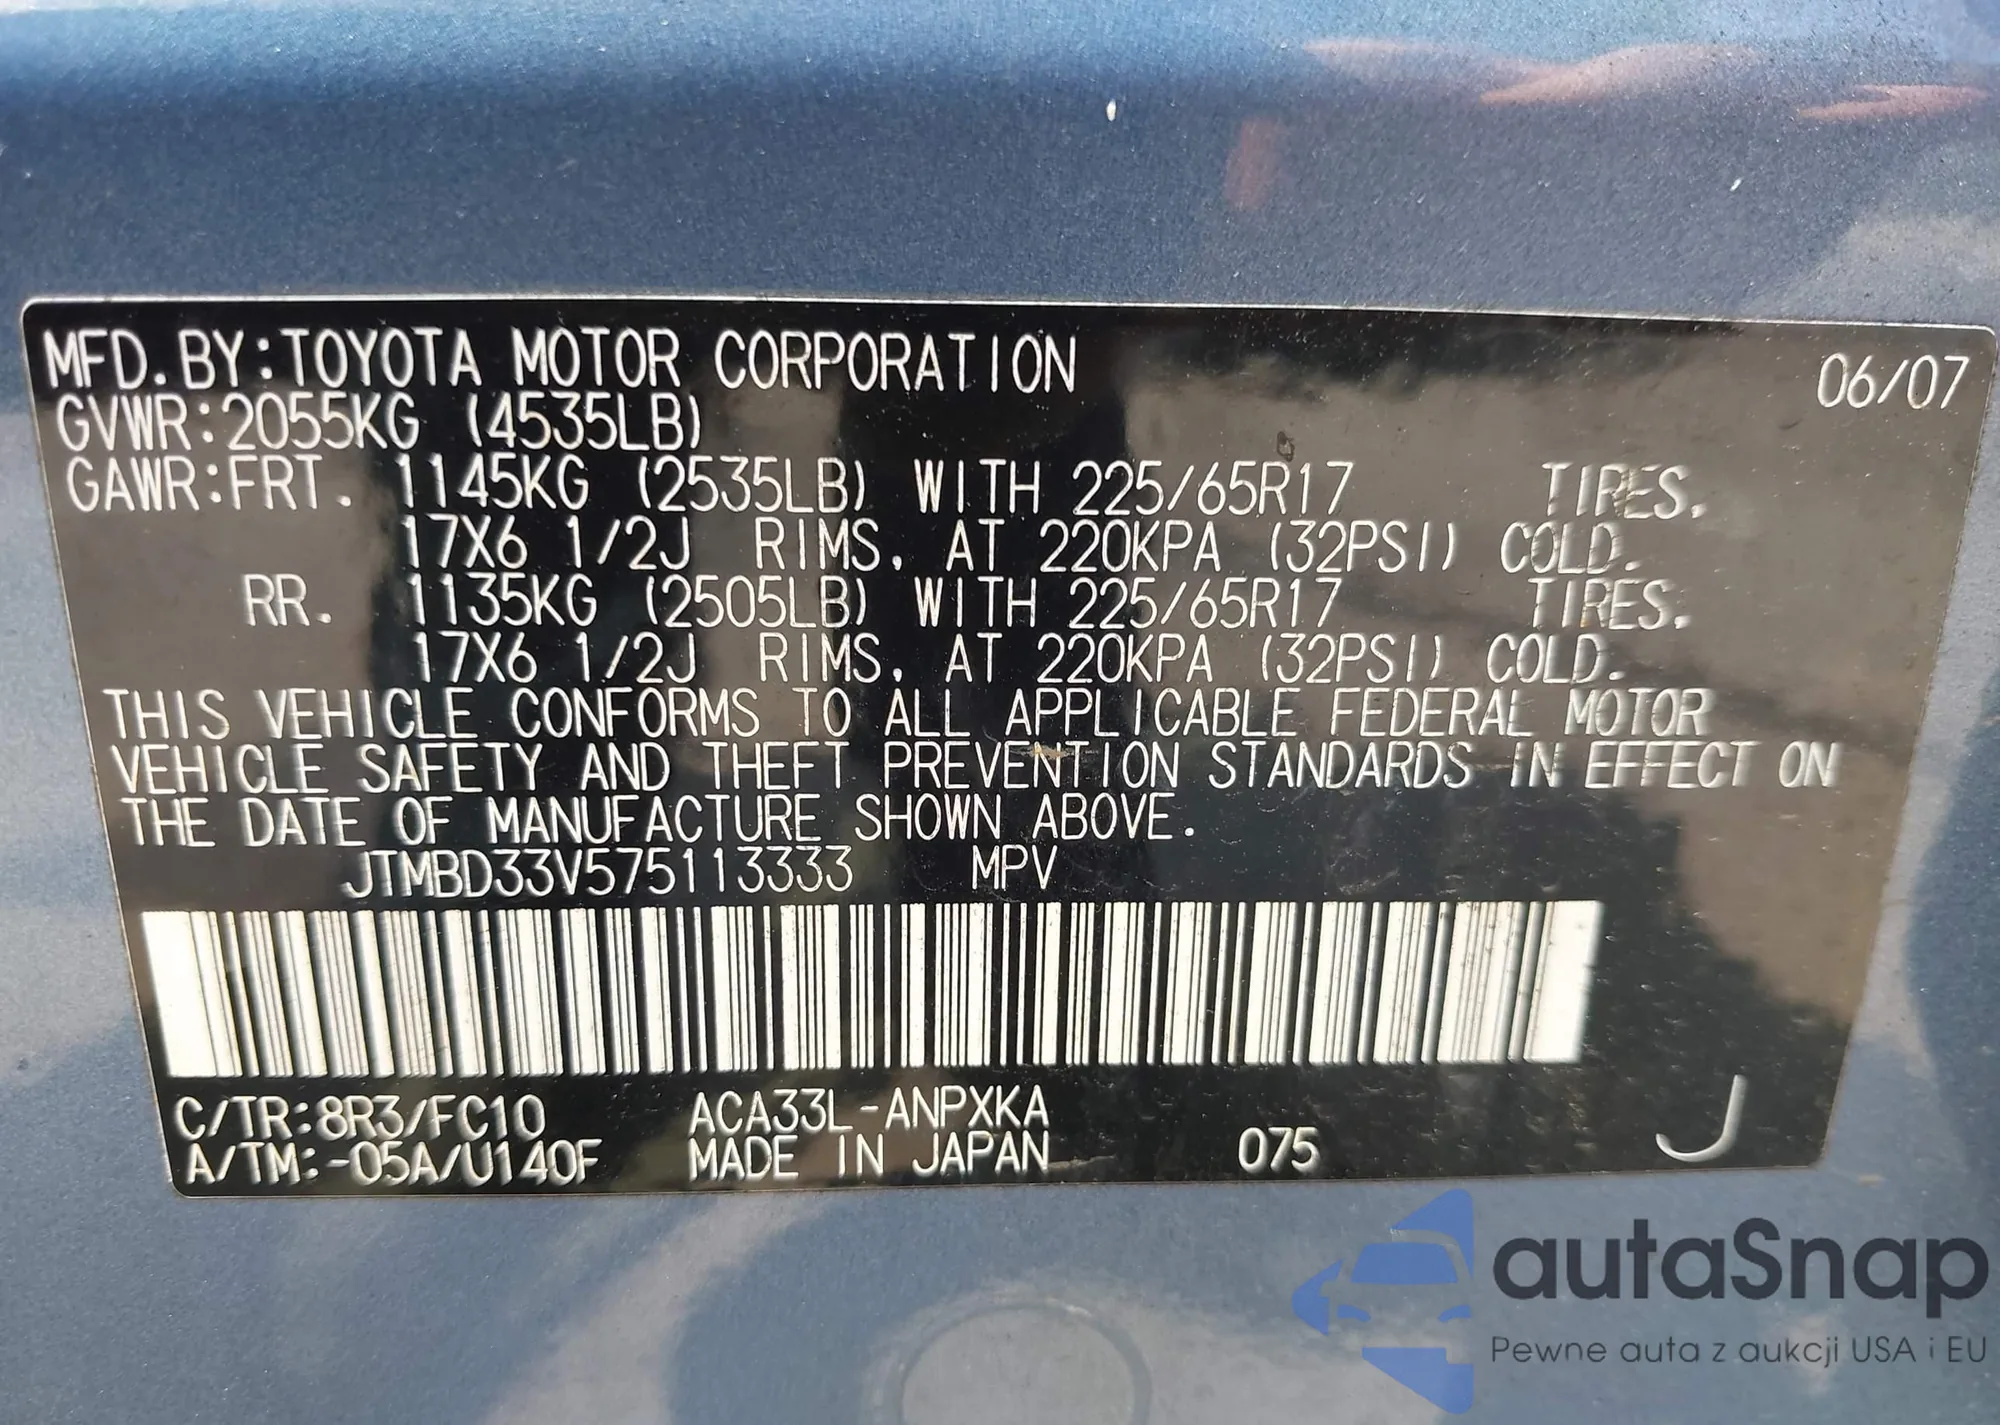 MFD.BY:TOYOTA MOTOR CORPORATION 06/07
GVWR:2055KG (4535LB)
GAWR:FRT. 1145KG (2535LB) WITH 225/65R17 TIRES.
17X6 1/2J RIMS, AT 220KPA (32PSI) COLD.
RR. 1135KG (2505LB) WITH 225/65R17 TIRES.
17X6 1/2J RIMS, AT 220KPA (32PSI) COLD.
THIS VEHICLE CONFORMS TO ALL APPLICABLE FEDERAL MOTOR
VEHICLE SAFETY AND THEFT PREVENTION STANDARDS IN EFFECT ON
THE DATE OF MANUFACTURE SHOWN ABOVE.
JTMBD33V575113333 MPV
C/TR:8R3/FC10 ACA33L-ANPXKA
A/TM:-05A/U140F MADE IN JAPAN 075 J
autaSnap
Pewne auta z aukcji USA i EU